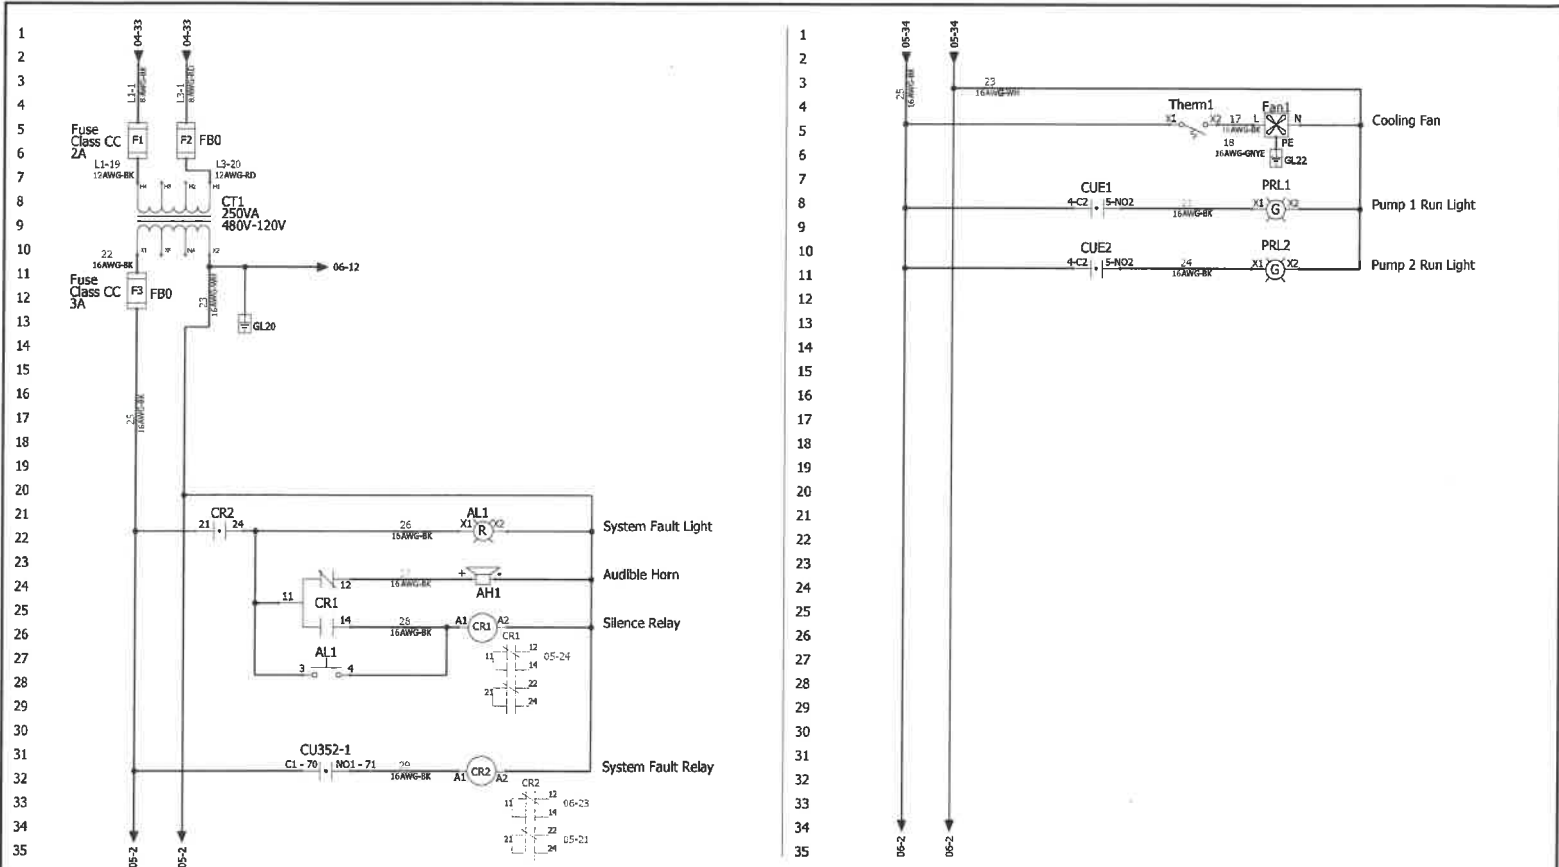 1
2
3
4
5
6
7
8
9
10
11
12
13
14
15
16
17
18
19
20
21
22
23
24
25
26
27
28
29
30
31
32
33
34
35
04-33
04-33
L1-1
8AWG-BK
L3-1
8AWG-RD
Fuse
Class CC
2A
F1
F2
FB0
L1-19
12AWG-BK
L3-20
12AWG-RD
H4
H3
H2
H1
CT1
250VA
480V-120V
X1
X2
22
16AWG-BK
06-12
Fuse
Class CC
3A
F3
FB0
23
16AWG-WH
GL20
25
16AWG-BK
CR2
21
24
26
16AWG-BK
AL1
X1
R
X2
System Fault Light
12
16AWG-BK
+
-
AH1
Audible Horn
11
CR1
14
28
16AWG-BK
A1
CR1
A2
Silence Relay
CR1
11
12
14
05-24
21
22
24
AL1
3
4
CU352-1
C1 - 70
NO1 - 71
29
16AWG-BK
A1
CR2
A2
System Fault Relay
CR2
11
12
14
06-23
21
22
24
05-21
05-2
05-2
1
2
3
4
5
6
7
8
9
10
11
12
13
14
15
16
17
18
19
20
21
22
23
24
25
26
27
28
29
30
31
32
33
34
35
05-34
05-34
25
16AWG-BK
23
16AWG-WH
Therm1
X1
X2
17
16AWG-BK
L
Fan1
N
Cooling Fan
18
16AWG-GNYE
PE
GL22
CUE1
4-C2
5-NO2
16AWG-BK
PRL1
X1
G
X2
Pump 1 Run Light
CUE2
4-C2
5-NO2
24
16AWG-BK
PRL2
X1
G
X2
Pump 2 Run Light
06-2
06-2